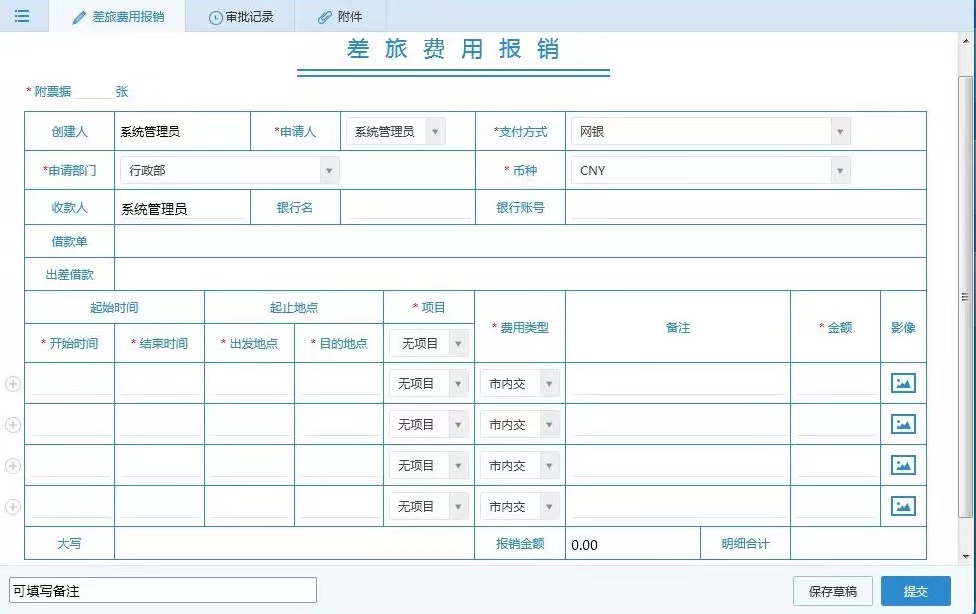 差旅费用报销 审批记录 附件
差旅费用报销
* 附票据 张
创建人 系统管理员 *申请人 系统管理员 *支付方式 网银
*申请部门 行政部 * 币种 CNY
收款人 系统管理员 银行名 银行账号
借款单
出差借款
起始时间 起止地点 * 项目 * 费用类型 备注 * 金额 影像
* 开始时间 * 结束时间 * 出发地点 * 目的地点 无项目
无项目 市内交
无项目 市内交
无项目 市内交
无项目 市内交
大写 报销金额 0.00 明细合计
可填写备注 保存草稿 提交